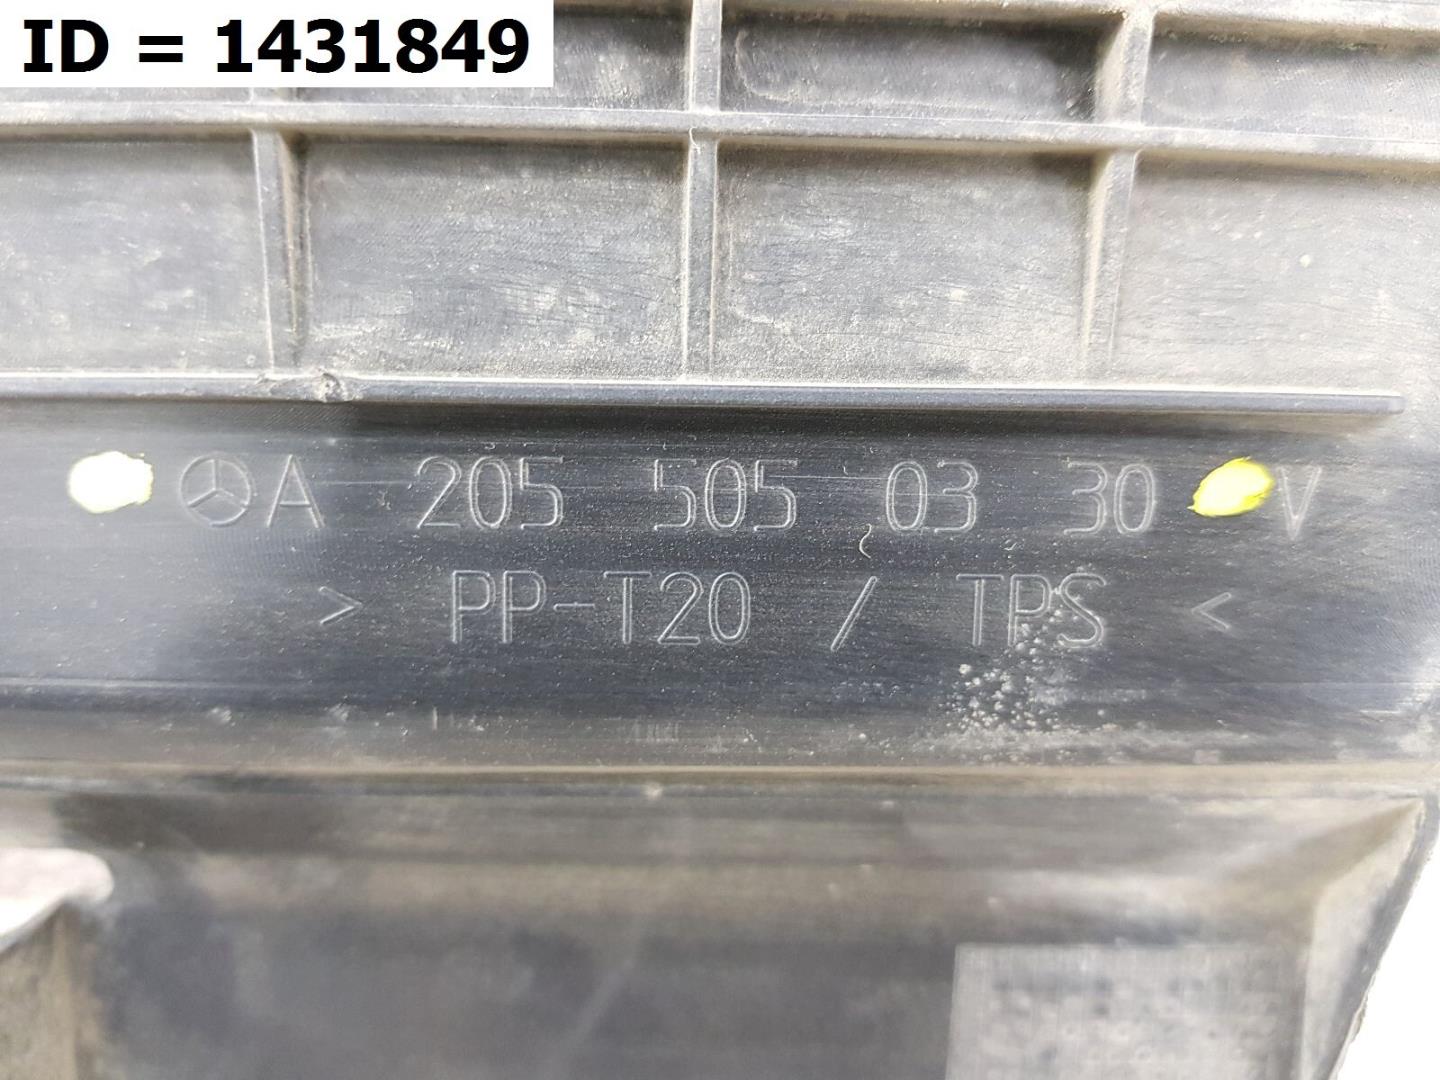 ID = 1431849
A 205 505 03 30 V
> PP-T20 / TPS <